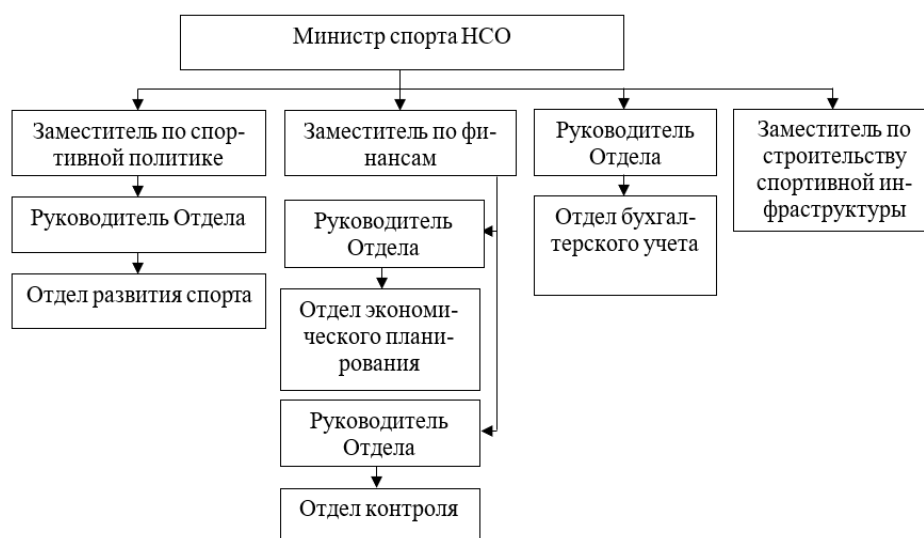 Министр спорта НСО
Заместитель по спор-
тивной политике
Заместитель по фи-
нансам
Руководитель
Отдела
Заместитель по
строительству
спортивной ин-
фраструктуры
Руководитель Отдела
Отдел развития спорта
Руководитель
Отдела
Отдел экономи-
ческого плани-
рования
Руководитель
Отдела
Отдел контроля
Отдел бухгал-
терского учета